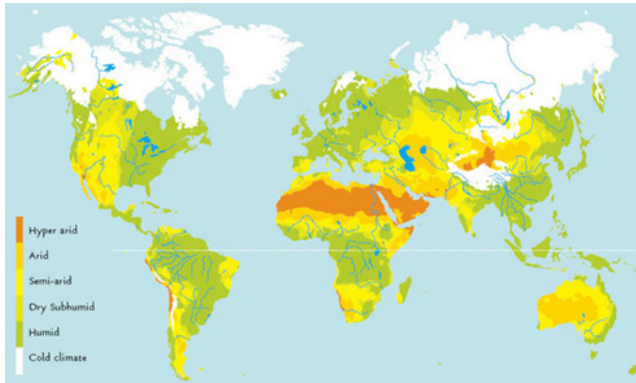 Hyper arid
Arid
Semi-arid
Dry Subhumid
Humid
Cold climate